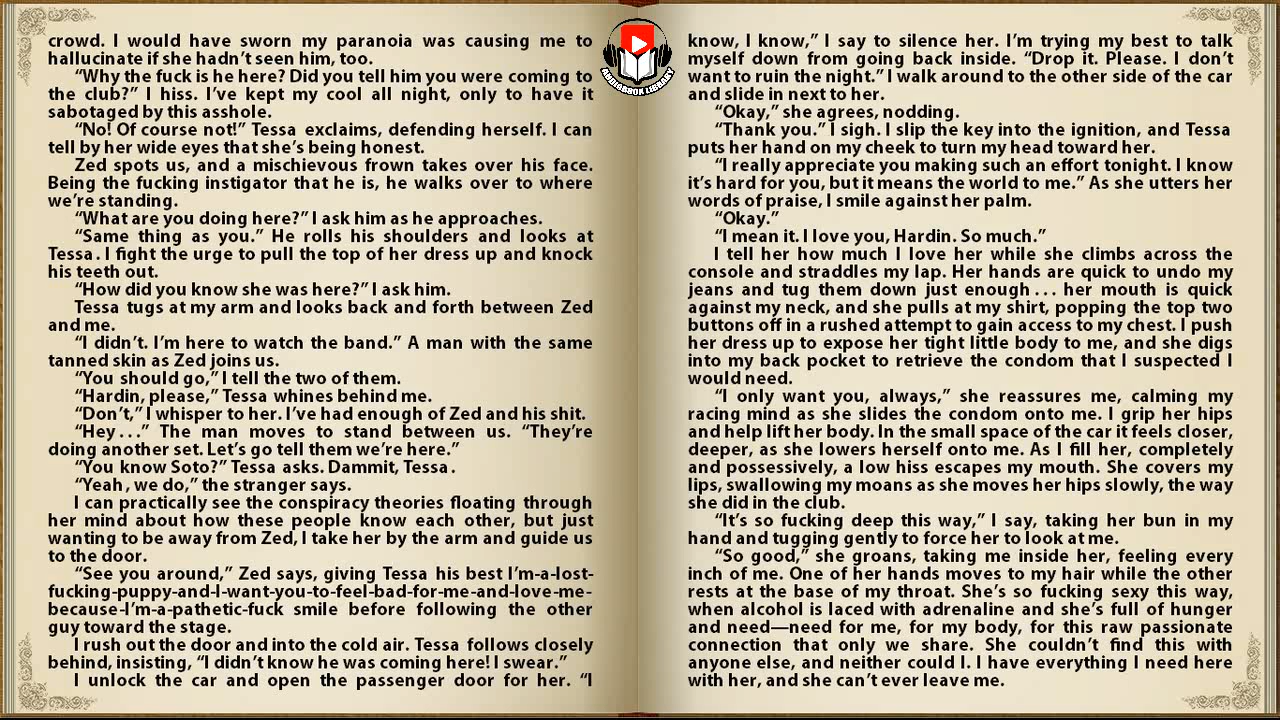 crowd. I would have sworn my paranoia was causing me to
hallucinate if she hadn’t seen him, too.
“Why the fuck is he here? Did you tell him you were coming to
the club?” I hiss. I’ve kept my cool all night, only to have it
sabotaged by this asshole.
“No! Of course not!” Tessa exclaims, defending herself. I can
tell by her wide eyes that she’s being honest.
Zed spots us, and a mischievous frown takes over his face.
Being the fucking instigator that he is, he walks over to where
we’re standing.
“What are you doing here?” I ask him as he approaches.
“Same thing as you.” He rolls his shoulders and looks at
Tessa. I fight the urge to pull the top of her dress up and knock
his teeth out.
“How did you know she was here?” I ask him.
Tessa tugs at my arm and looks back and forth between Zed
and me.
“I didn’t. I’m here to watch the band.” A man with the same
tanned skin as Zed joins us.
“You should go,” I tell the two of them.
“Hardin, please,” Tessa whines behind me.
“Don’t,” I whisper to her. I’ve had enough of Zed and his shit.
“Hey . . .” The man moves to stand between us. “They’re
doing another set. Let’s go tell them we’re here.”
“You know Soto?” Tessa asks. Dammit, Tessa.
“Yeah, we do,” the stranger says.
I can practically see the conspiracy theories floating through
her mind about how these people know each other, but just
wanting to be away from Zed, I take her by the arm and guide us
to the door.
“See you around,” Zed says, giving Tessa his best I’m-a-lost-
fucking-puppy-and-I-want-you-to-feel-bad-for-me-and-love-me-
because-I’m-a-pathetic-fuck smile before following the other
guy toward the stage.
I rush out the door and into the cold air. Tessa follows closely
behind, insisting, “I didn’t know he was coming here! I swear.”
I unlock the car and open the passenger door for her. “I
AUDIOBOOK LIBRARY
know, I know,” I say to silence her. I’m trying my best to talk
myself down from going back inside. “Drop it. Please. I don’t
want to ruin the night.” I walk around to the other side of the car
and slide in next to her.
“Okay,” she agrees, nodding.
“Thank you.” I sigh. I slip the key into the ignition, and Tessa
puts her hand on my cheek to turn my head toward her.
“I really appreciate you making such an effort tonight. I know
it’s hard for you, but it means the world to me.” As she utters her
words of praise, I smile against her palm.
“Okay.”
“I mean it. I love you, Hardin. So much.”
I tell her how much I love her while she climbs across the
console and straddles my lap. Her hands are quick to undo my
jeans and tug them down just enough . . . her mouth is quick
against my neck, and she pulls at my shirt, popping the top two
buttons off in a rushed attempt to gain access to my chest. I push
her dress up to expose her tight little body to me, and she digs
into my back pocket to retrieve the condom that I suspected I
would need.
“I only want you, always,” she reassures me, calming my
racing mind as she slides the condom onto me. I grip her hips
and help lift her body. In the small space of the car it feels closer,
deeper, as she lowers herself onto me. As I fill her, completely
and possessively, a low hiss escapes my mouth. She covers my
lips, swallowing my moans as she moves her hips slowly, the way
she did in the club.
“It’s so fucking deep this way,” I say, taking her bun in my
hand and tugging gently to force her to look at me.
“So good,” she groans, taking me inside her, feeling every
inch of me. One of her hands moves to my hair while the other
rests at the base of my throat. She’s so fucking sexy this way,
when alcohol is laced with adrenaline and she’s full of hunger
and need—need for me, for my body, for this raw passionate
connection that only we share. She couldn’t find this with
anyone else, and neither could I. I have everything I need here
with her, and she can’t ever leave me.